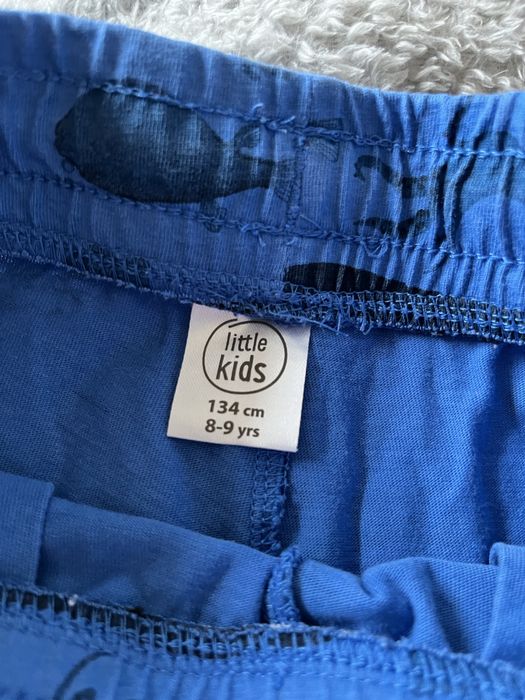 little
kids
134 cm
8-9 yrs